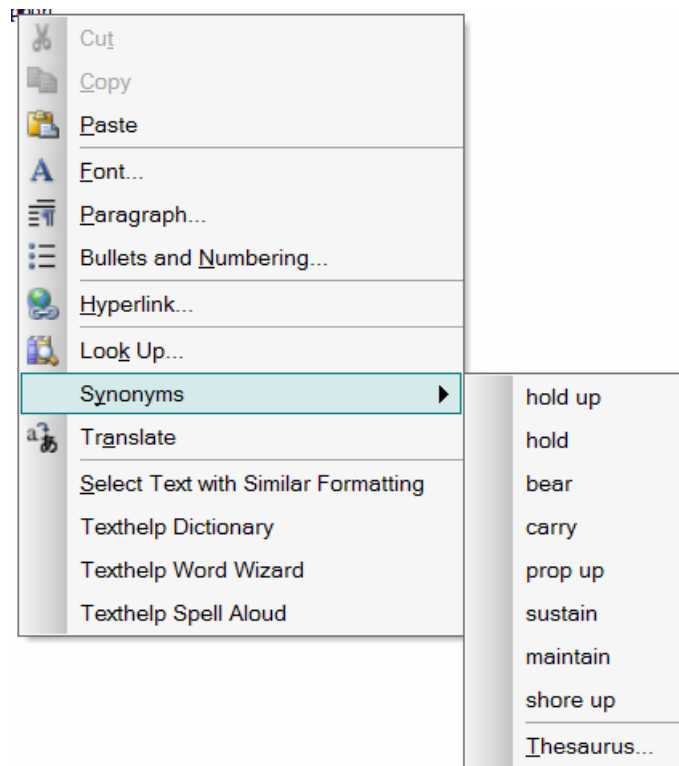 Cut
Copy
Paste
Font...
Paragraph...
Bullets and Numbering...
Hyperlink...
Look Up...
Synonyms
Translate
Select Text with Similar Formatting
Texthelp Dictionary
Texthelp Word Wizard
Texthelp Spell Aloud
hold up
hold
bear
carry
prop up
sustain
maintain
shore up
Thesaurus...